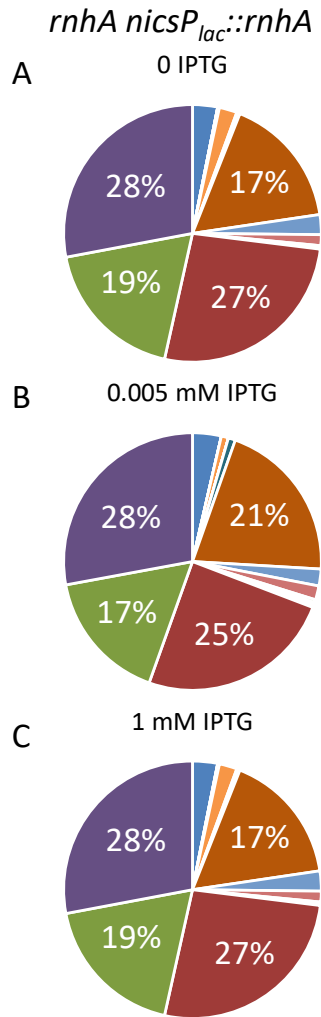 rnhA nicsPlac::rnhA
A
0 IPTG
28%
17%
19%
27%
B
0.005 mM IPTG
28%
21%
17%
25%
C
1 mM IPTG
28%
17%
19%
27%